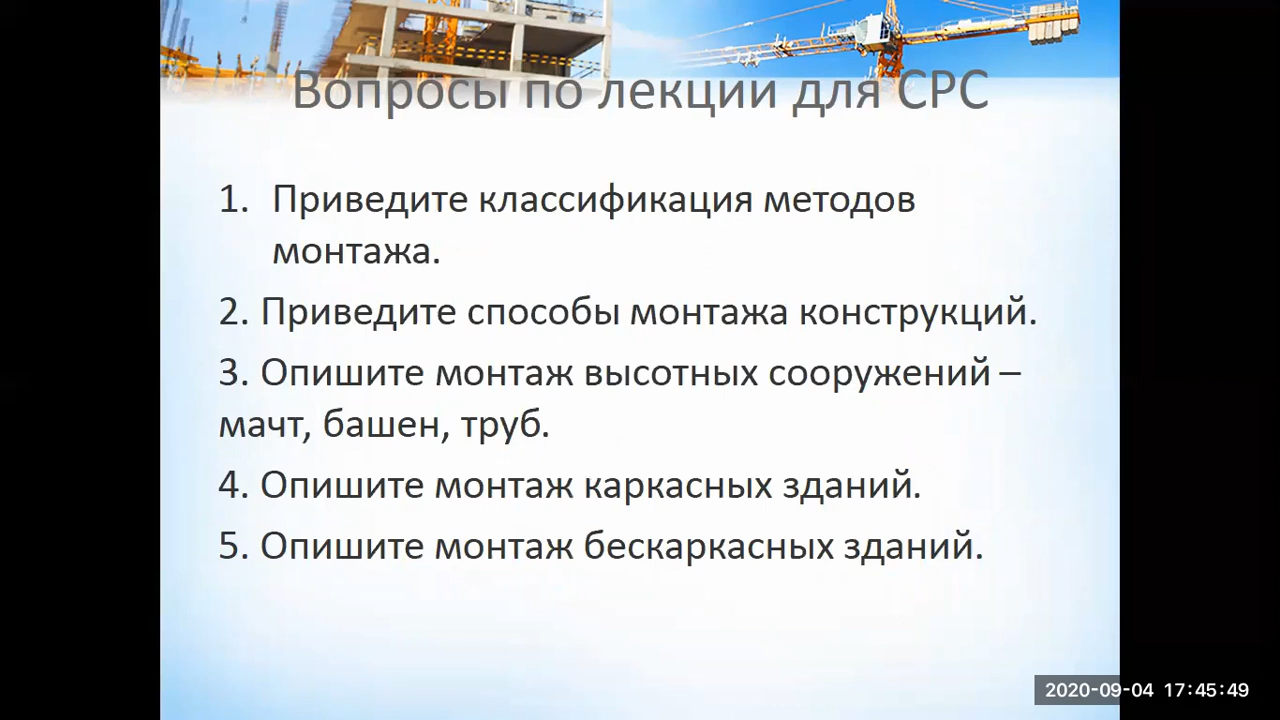 Вопросы по лекции для СРС
1. Приведите классификация методов
монтажа.
2. Приведите способы монтажа конструкций.
3. Опишите монтаж высотных сооружений –
мачт, башен, труб.
4. Опишите монтаж каркасных зданий.
5. Опишите монтаж бескаркасных зданий.
2020-09-04 17:45:49